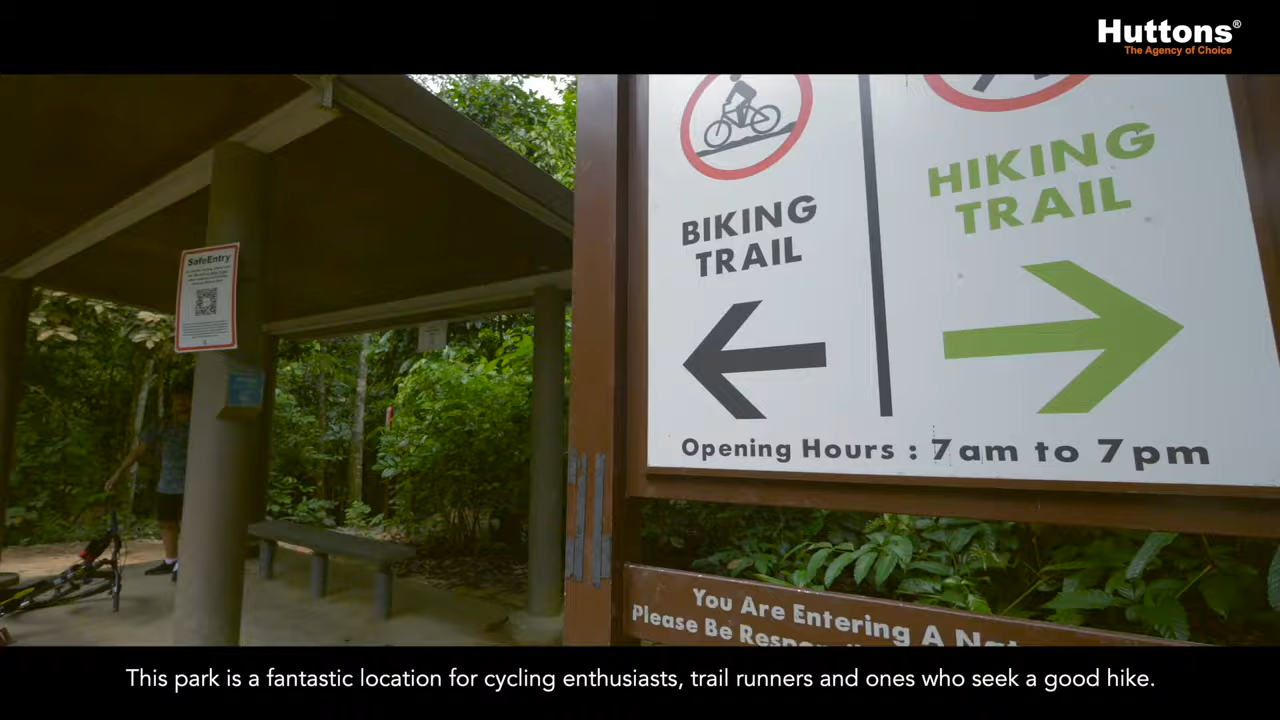 Huttons®
The Agency of Choice
SafeEntry
BIKING
TRAIL
HIKING
TRAIL
Opening Hours : 7am to 7pm
You Are Entering A
Please Be
This park is a fantastic location for cycling enthusiasts, trail runners and ones who seek a good hike.